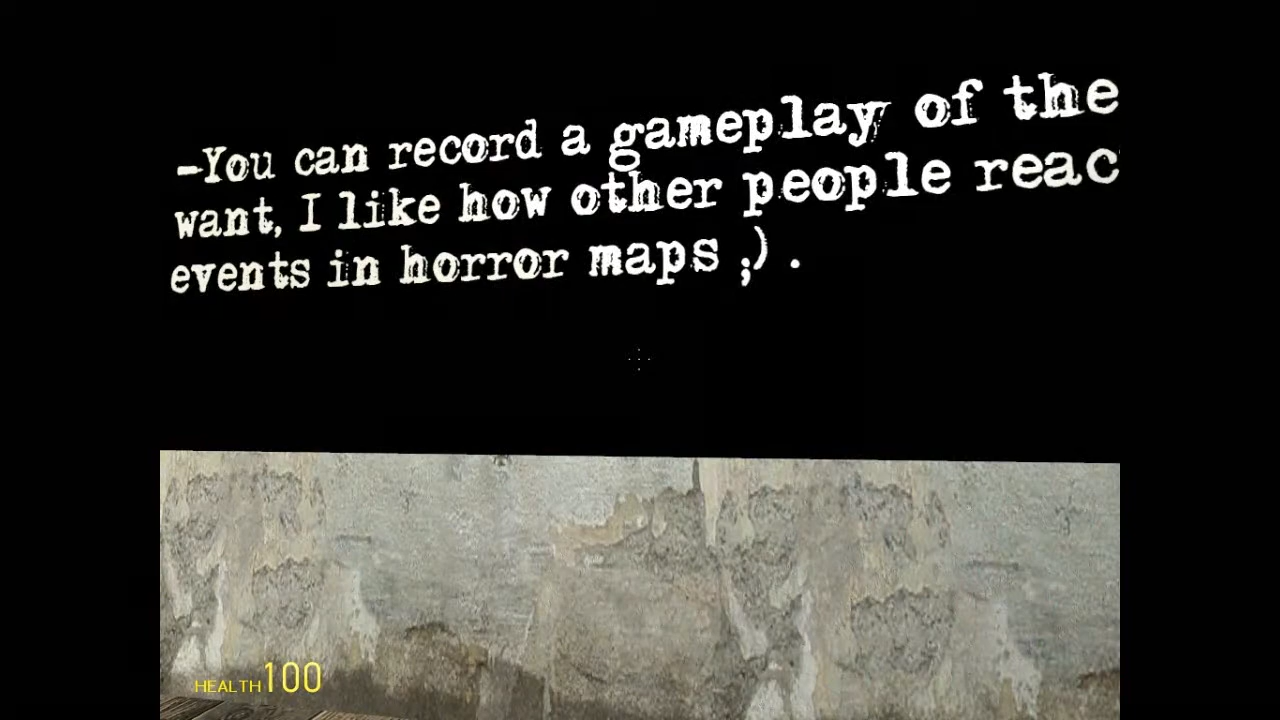 -You can record a gameplay of the
want, I like how other people reac
events in horror maps ;) .
HEALTH 100